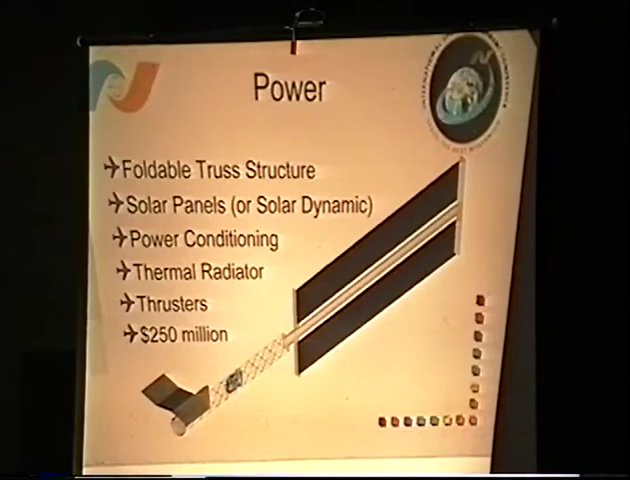 Power
Foldable Truss Structure
Solar Panels (or Solar Dynamic)
Power Conditioning
Thermal Radiator
Thrusters
$250 million